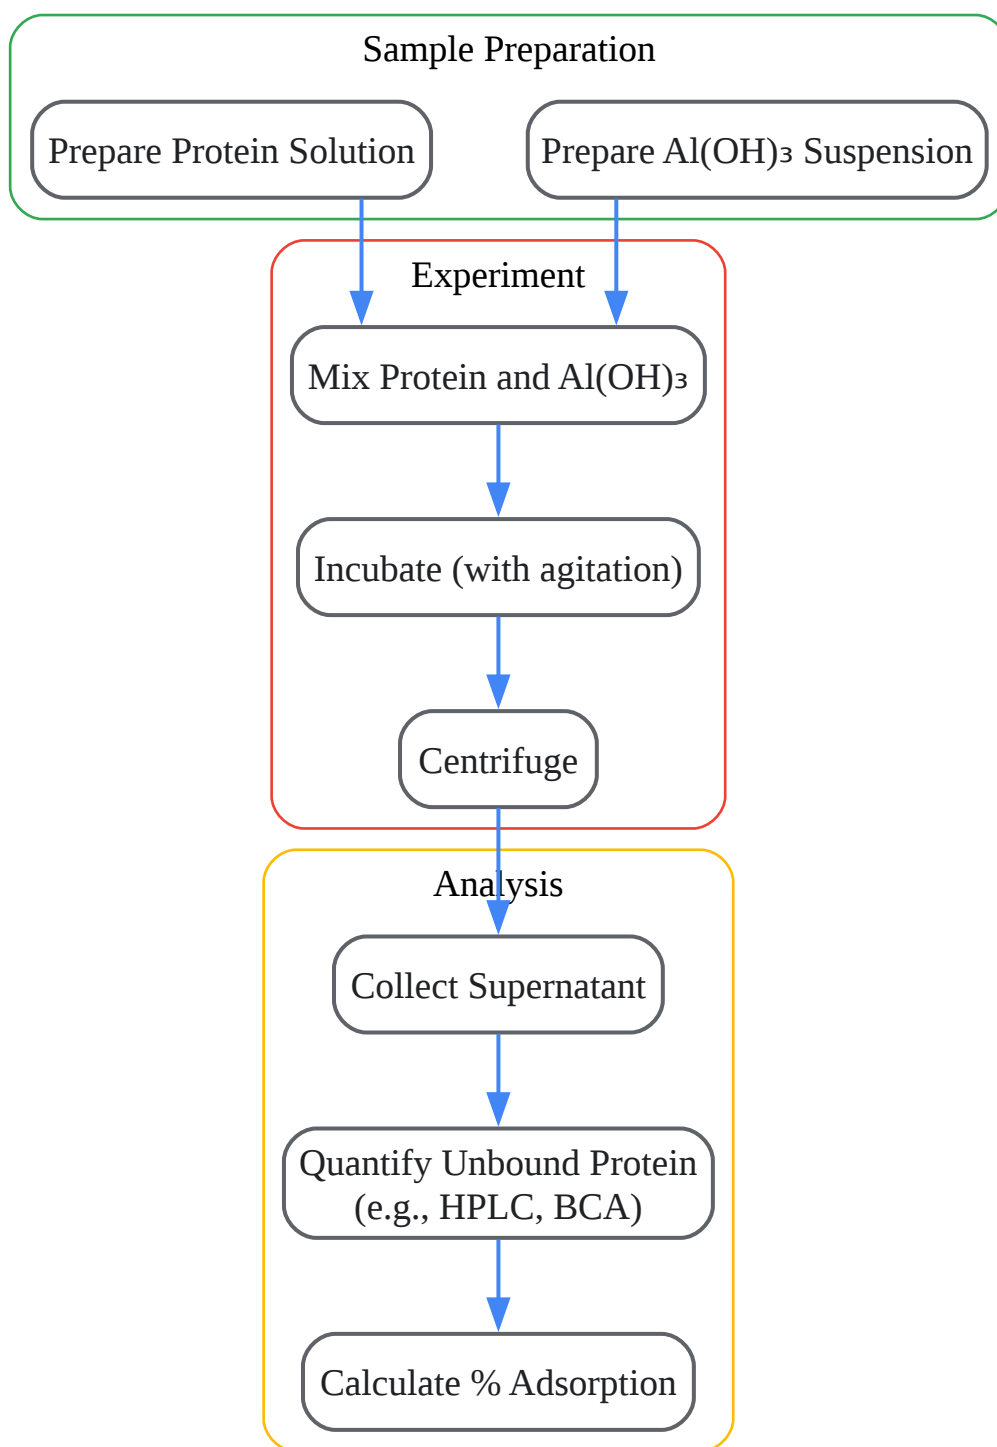 Sample Preparation
Prepare Protein Solution
Prepare Al(OH)₃ Suspension
Experiment
Mix Protein and Al(OH)₃
Incubate (with agitation)
Centrifuge
Analysis
Collect Supernatant
Quantify Unbound Protein
(e.g., HPLC, BCA)
Calculate % Adsorption